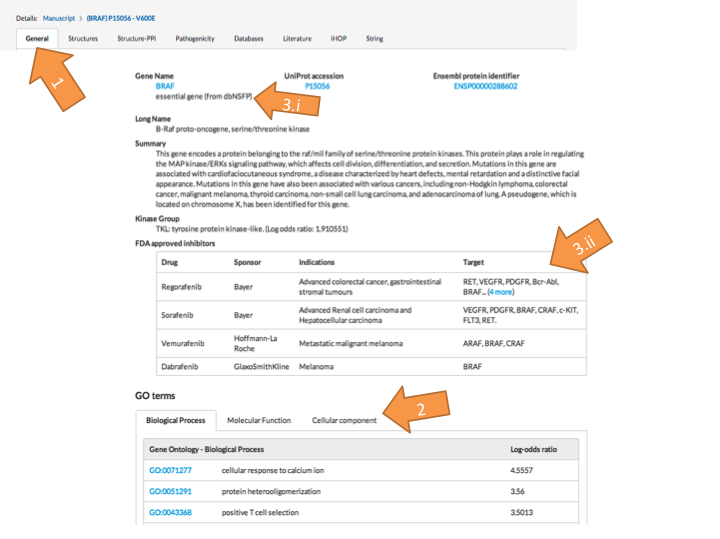 Details: Manuscript > (BRAF) P15056 - V600E
General Structures Structure-PPi Pathogenicity Databases Literature iHOP String
1
Gene Name UniProt accession Ensembl protein identifier
BRAF P15056 ENSP00000288602
essential gene (from dbNSFP)
3.i
Long Name
B-Raf proto-oncogene, serine/threonine kinase
Summary
This gene encodes a protein belonging to the raf/mil family of serine/threonine protein kinases. This protein plays a role in regulating
the MAP kinase/ERKs signaling pathway, which affects cell division, differentiation, and secretion. Mutations in this gene are
associated with cardiofaciocutaneous syndrome, a disease characterized by heart defects, mental retardation and a distinctive facial
appearance. Mutations in this gene have also been associated with various cancers, including non-Hodgkin lymphoma, colorectal
cancer, malignant melanoma, thyroid carcinoma, non-small cell lung carcinoma, and adenocarcinoma of lung. A pseudogene, which is
located on chromosome X, has been identified for this gene.
Kinase Group
TKL: tyrosine protein kinase-like. (Log odds ratio: 1.910551)
FDA approved inhibitors
3.ii
Drug Sponsor Indications Target
Regorafenib Bayer Advanced colorectal cancer, gastrointestinal stromal tumours RET, VEGFR, PDGFR, Bcr-Abl, BRAF... (4 more)
Sorafenib Bayer Advanced Renal cell carcinoma and Hepatocellular carcinoma VEGFR, PDGFR, BRAF, CRAF, c-KIT, FLT3, RET.
Vemurafenib Hoffmann-La Roche Metastatic malignant melanoma ARAF, BRAF, CRAF
Dabrafenib GlaxoSmithKline Melanoma BRAF
GO terms
2
Biological Process Molecular Function Cellular component
Gene Ontology - Biological Process Log-odds ratio
GO:0071277 cellular response to calcium ion 4.5557
GO:0051291 protein heterooligomerization 3.56
GO:0043368 positive T cell selection 3.5013